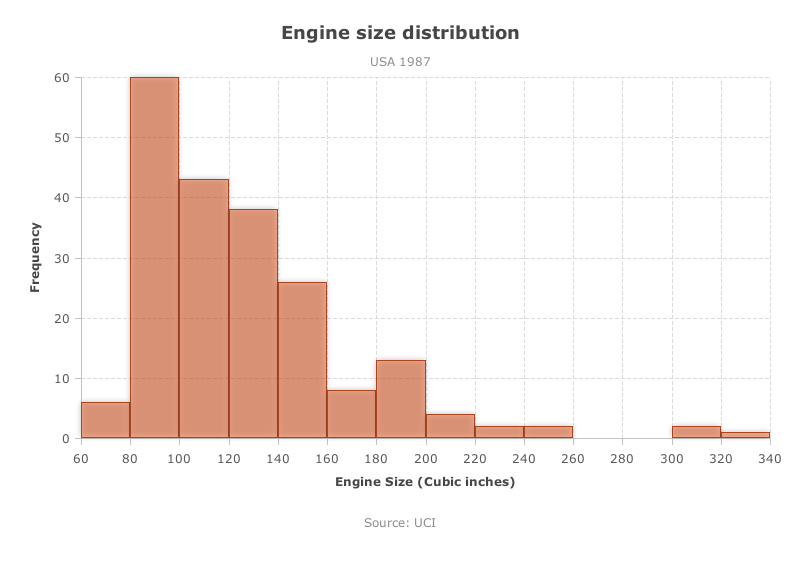 Engine size distribution
USA 1987
60
50
40
30
20
10
0
Frequency
60 80 100 120 140 160 180 200 220 240 260 280 300 320 340
Engine Size (Cubic inches)
Source: UCI